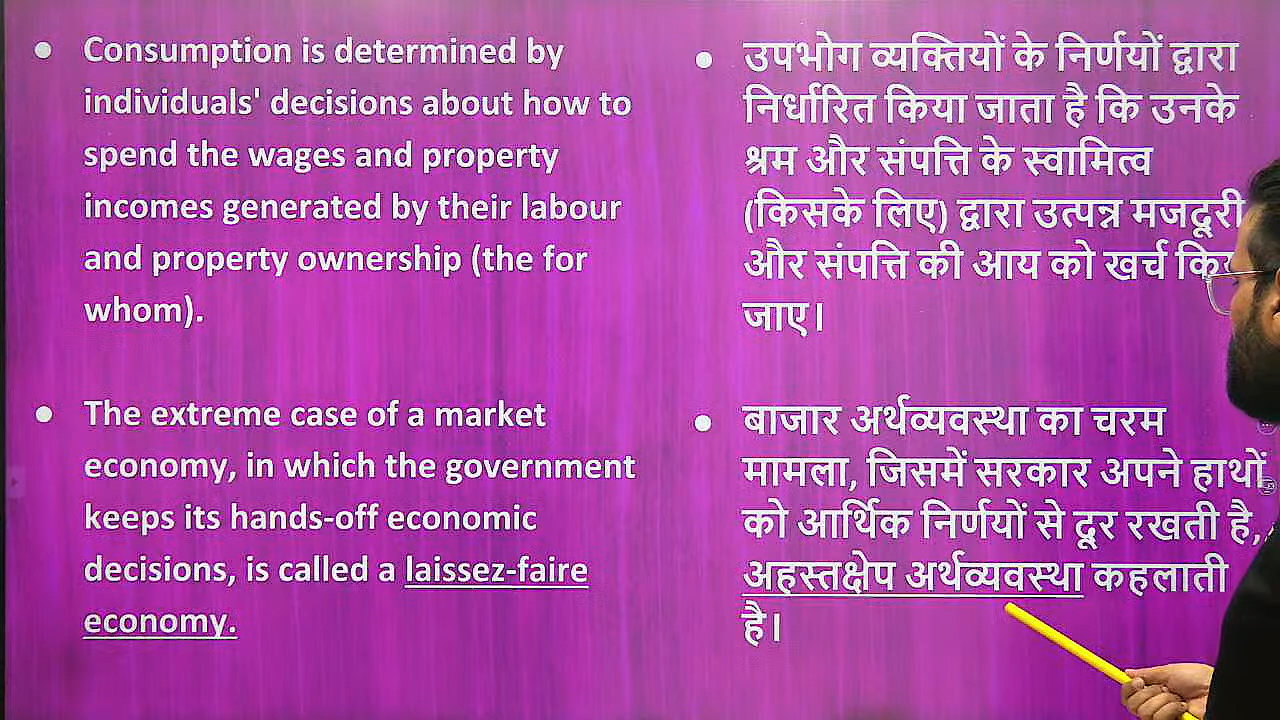 Consumption is determined by
individuals' decisions about how to
spend the wages and property
incomes generated by their labour
and property ownership (the for
whom).
The extreme case of a market
economy, in which the government
keeps its hands-off economic
decisions, is called a laissez-faire
economy.
उपभोग व्यक्तियों के निर्णयों द्वारा
निर्धारित किया जाता है कि उनके
श्रम और संपत्ति के स्वामित्व
(किसके लिए) द्वारा उत्पन्न मजदूरी
और संपत्ति की आय को खर्च
जाए।
बाजार अर्थव्यवस्था का चरम
मामला, जिसमें सरकार अपने हाथों
को आर्थिक निर्णयों से दूर रखती है,
अहस्तक्षेप अर्थव्यवस्था कहलाती
है।